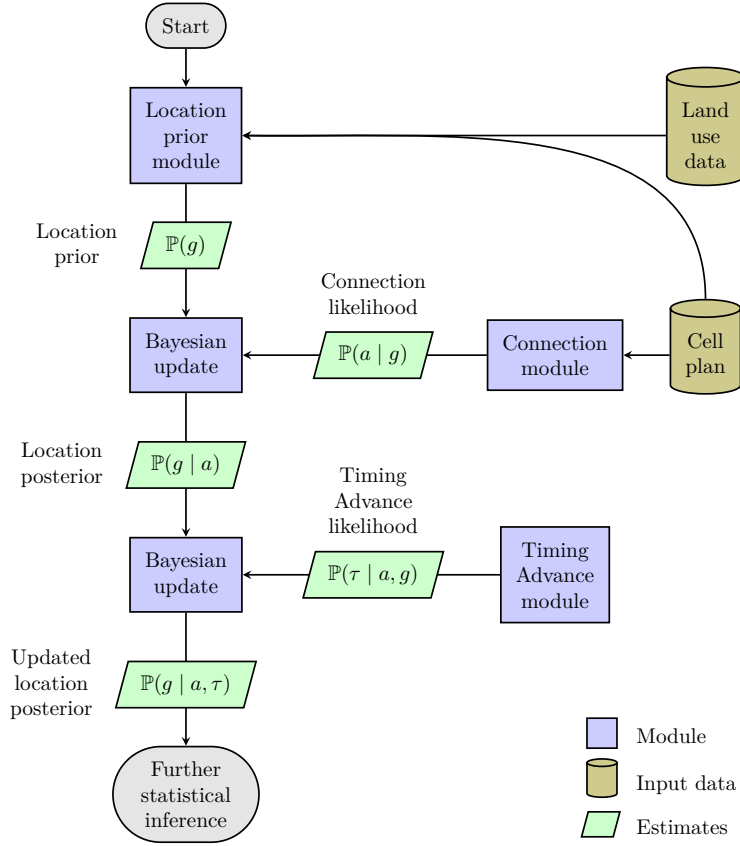 Start
Location
prior
module
Land
use
data
Location
prior
ℙ(g)
Connection
likelihood
Bayesian
update
ℙ(a | g)
Connection
module
Cell
plan
Location
posterior
ℙ(g | a)
Timing
Advance
likelihood
Bayesian
update
ℙ(τ | a, g)
Timing
Advance
module
Updated
location
posterior
ℙ(g | a, τ)
Further
statistical
inference
Module
Input data
Estimates